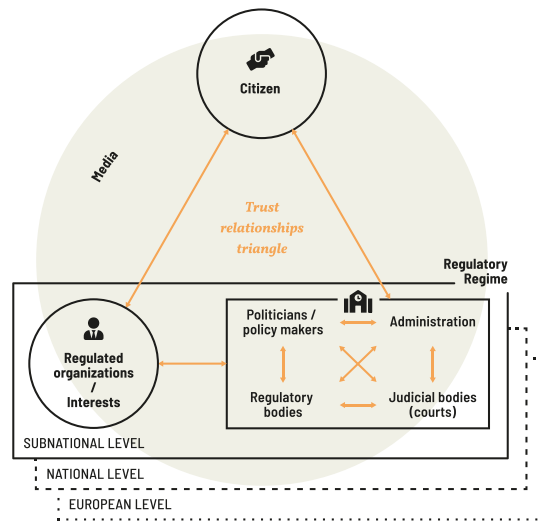 Citizen
Media
Trust
relationships
triangle
Regulatory
Regime
Politicians /
policy makers
Administration
Regulated
organizations
/
Interests
Regulatory
bodies
Judicial bodies
(courts)
SUBNATIONAL LEVEL
NATIONAL LEVEL
EUROPEAN LEVEL